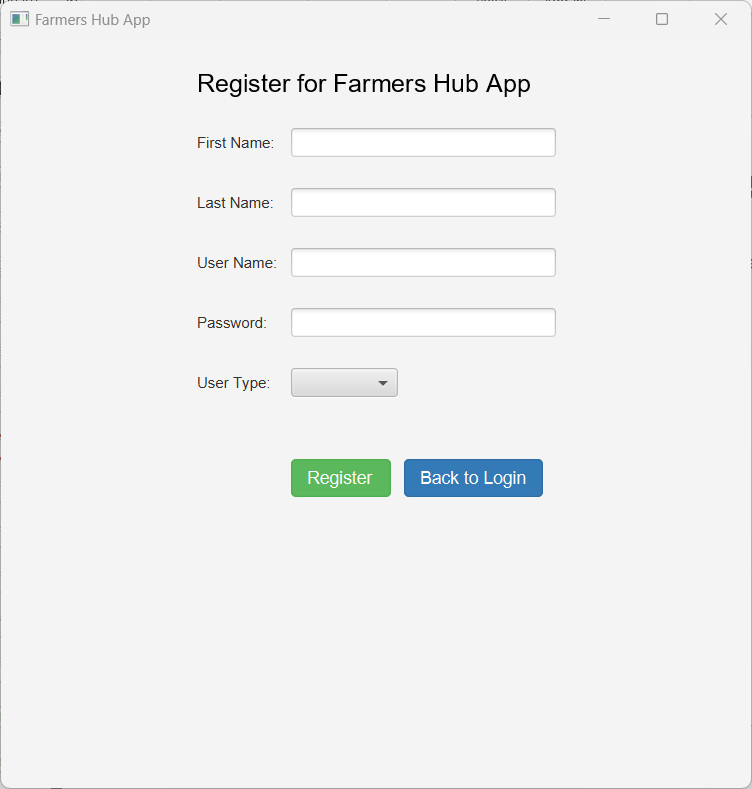 Farmers Hub App
Register for Farmers Hub App
First Name:
Last Name:
User Name:
Password:
User Type:
Register Back to Login